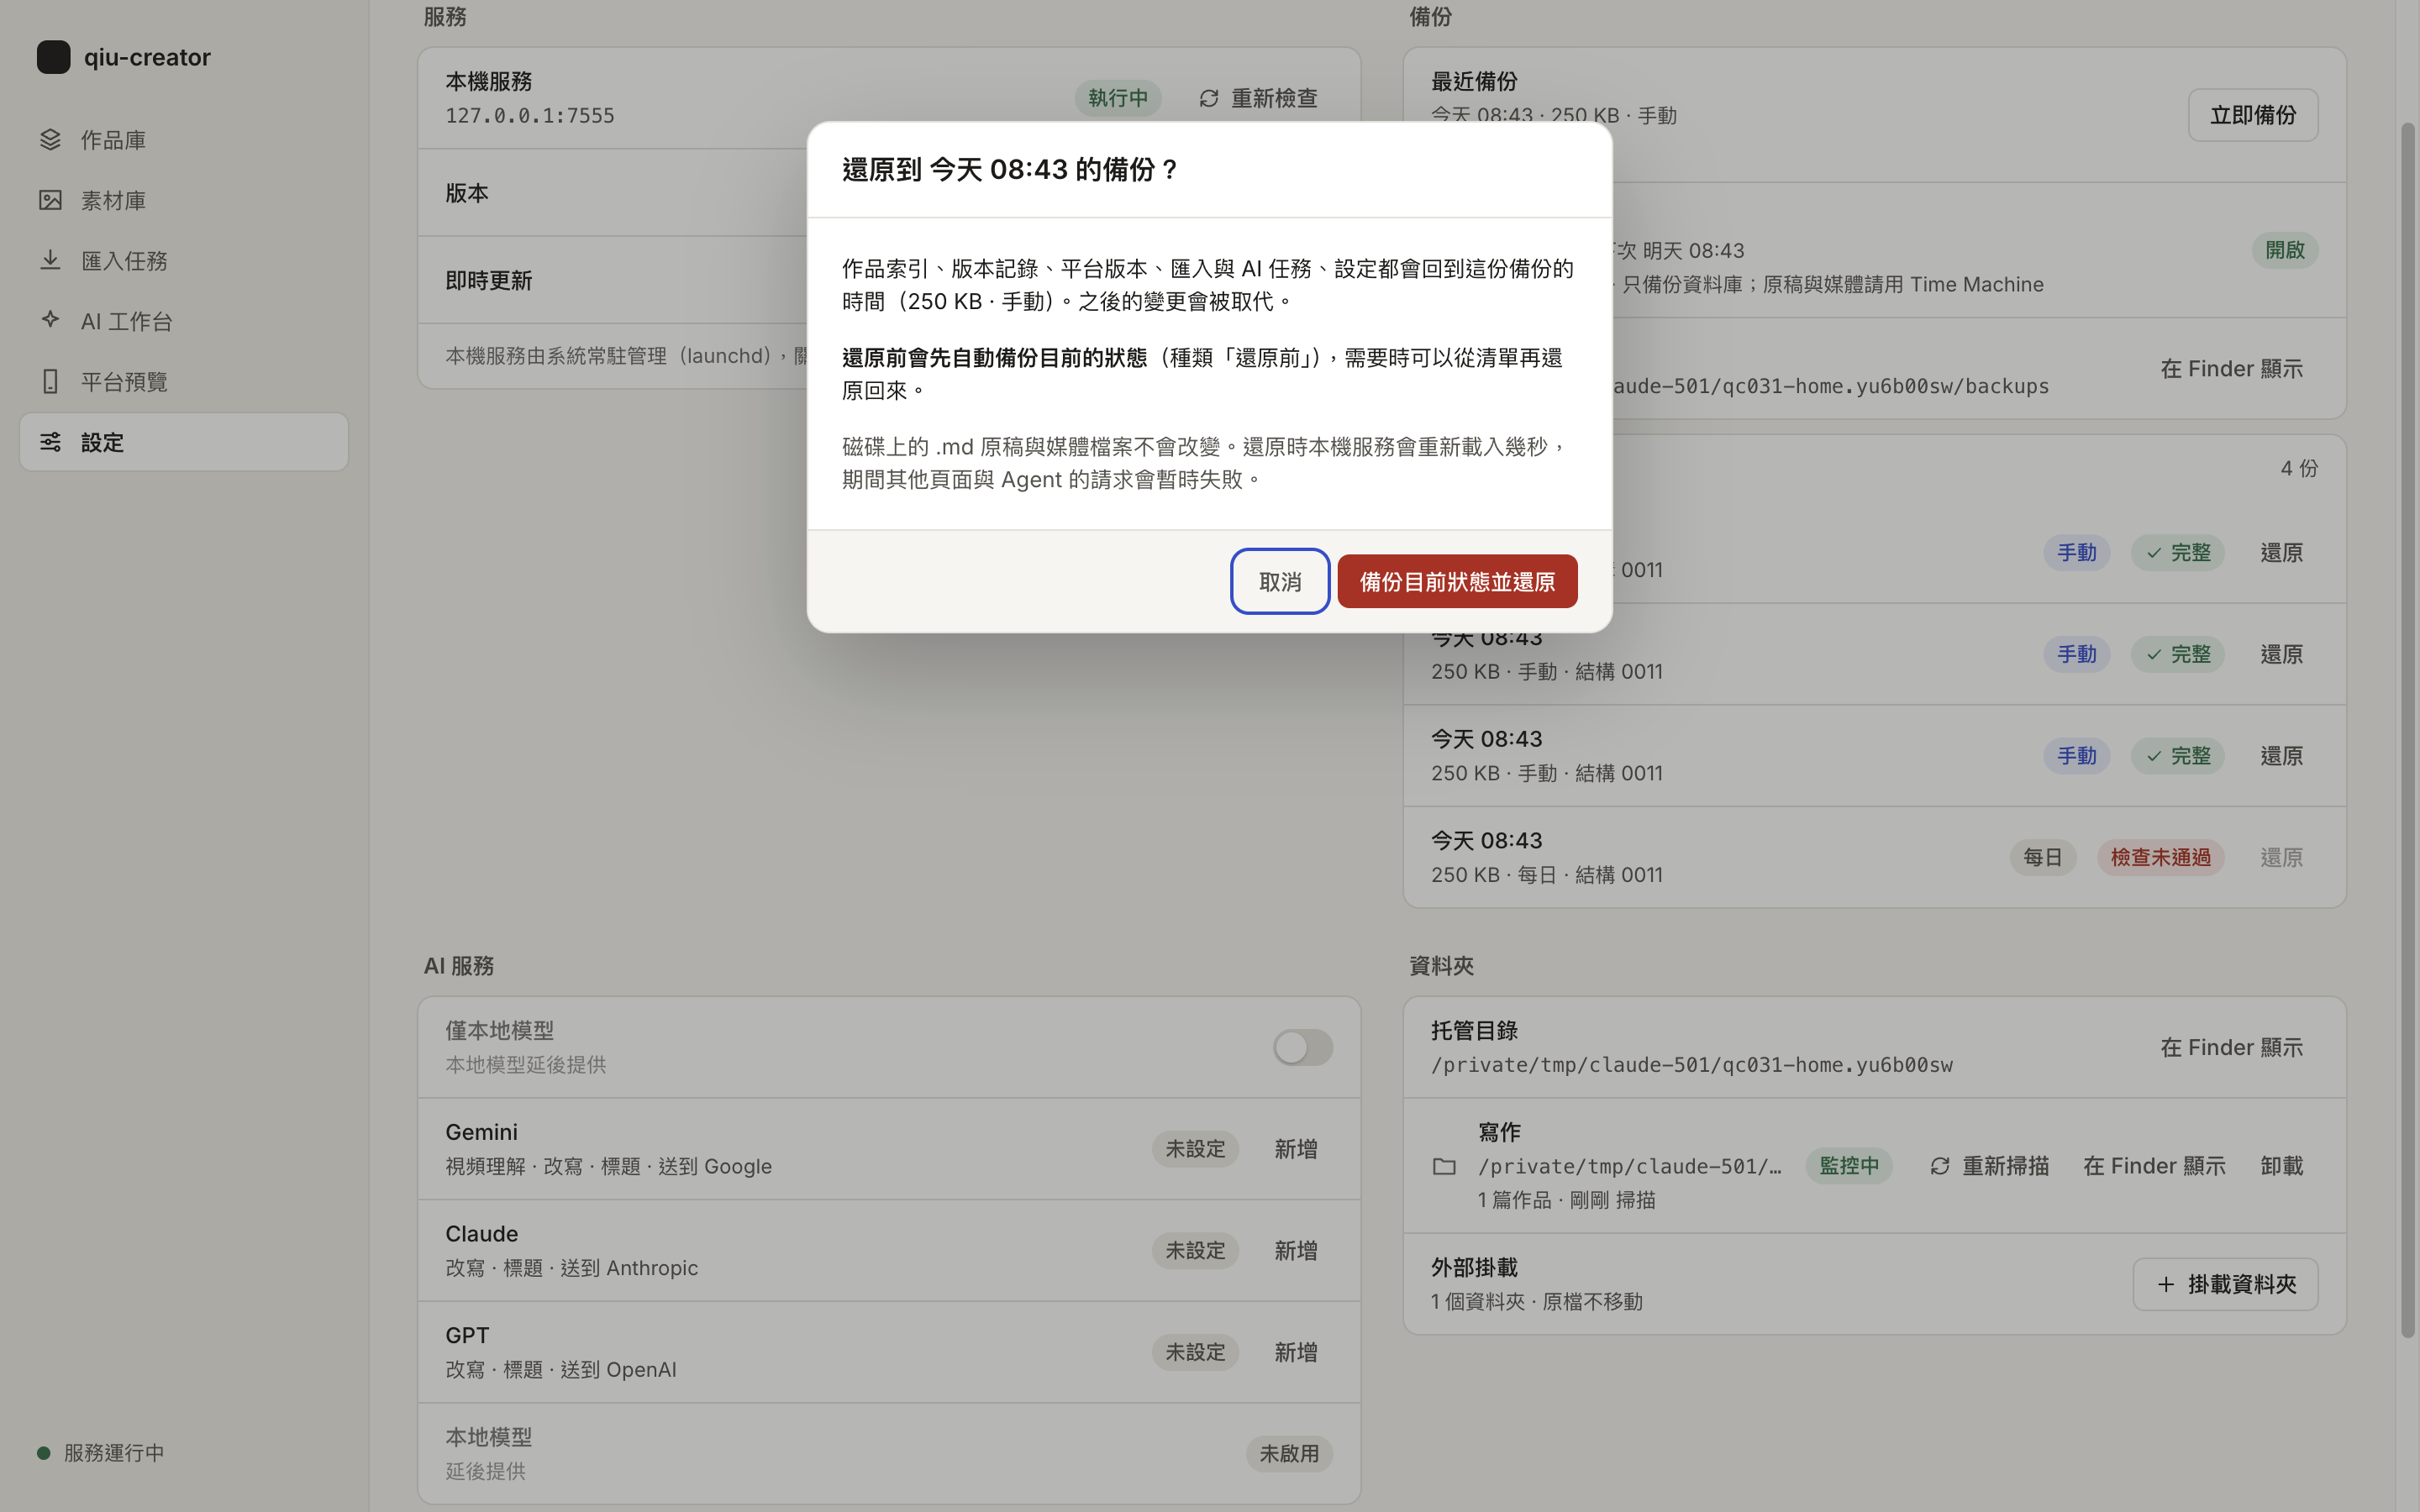 qiu-creator
作品庫
素材庫
匯入任務
AI 工作台
平台預覽
設定
服務運行中
服務
本機服務
127.0.0.1:7555
執行中
重新檢查
版本
即時更新
本機服務由系統常駐管理（launchd），關
備份
最近備份
今天 08:43 · 250 KB · 手動
立即備份
次 明天 08:43
· 只備份資料庫；原稿與媒體請用 Time Machine
開啟
aude-501/qc031-home.yu6b00sw/backups
在 Finder 顯示
4 份
0011
手動
完整
還原
今天 08:43
250 KB · 手動 · 結構 0011
手動
完整
還原
今天 08:43
250 KB · 手動 · 結構 0011
手動
完整
還原
今天 08:43
250 KB · 每日 · 結構 0011
每日
檢查未通過
還原
還原到 今天 08:43 的備份？
作品索引、版本記錄、平台版本、匯入與 AI 任務、設定都會回到這份備份的
時間（250 KB · 手動）。之後的變更會被取代。
還原前會先自動備份目前的狀態（種類「還原前」），需要時可以從清單再還
原回來。
磁碟上的 .md 原稿與媒體檔案不會改變。還原時本機服務會重新載入幾秒，
期間其他頁面與 Agent 的請求會暫時失敗。
取消
備份目前狀態並還原
AI 服務
僅本地模型
本地模型延後提供
Gemini
視頻理解 · 改寫 · 標題 · 送到 Google
未設定
新增
Claude
改寫 · 標題 · 送到 Anthropic
未設定
新增
GPT
改寫 · 標題 · 送到 OpenAI
未設定
新增
本地模型
延後提供
未啟用
資料夾
托管目錄
/private/tmp/claude-501/qc031-home.yu6b00sw
在 Finder 顯示
寫作
/private/tmp/claude-501/…
1 篇作品 · 剛剛 掃描
監控中
重新掃描
在 Finder 顯示
卸載
外部掛載
1 個資料夾 · 原檔不移動
掛載資料夾